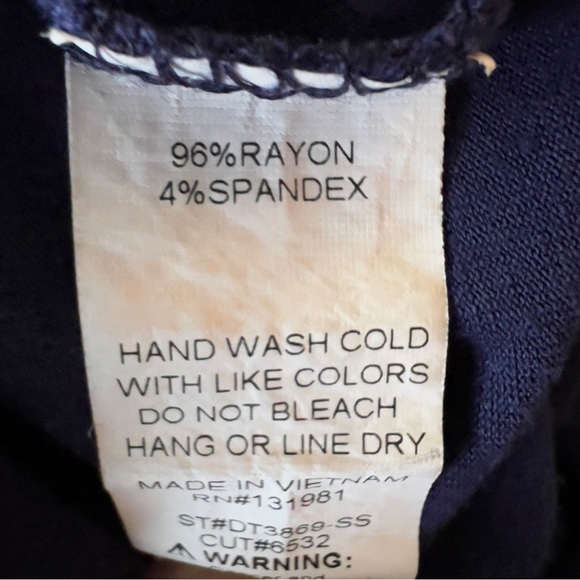 96%RAYON
4%SPANDEX
HAND WASH COLD
WITH LIKE COLORS
DO NOT BLEACH
HANG OR LINE DRY
MADE IN VIETNAM
RN#131981
ST#DT3869-SS
CUT#6532
⚠ WARNING: